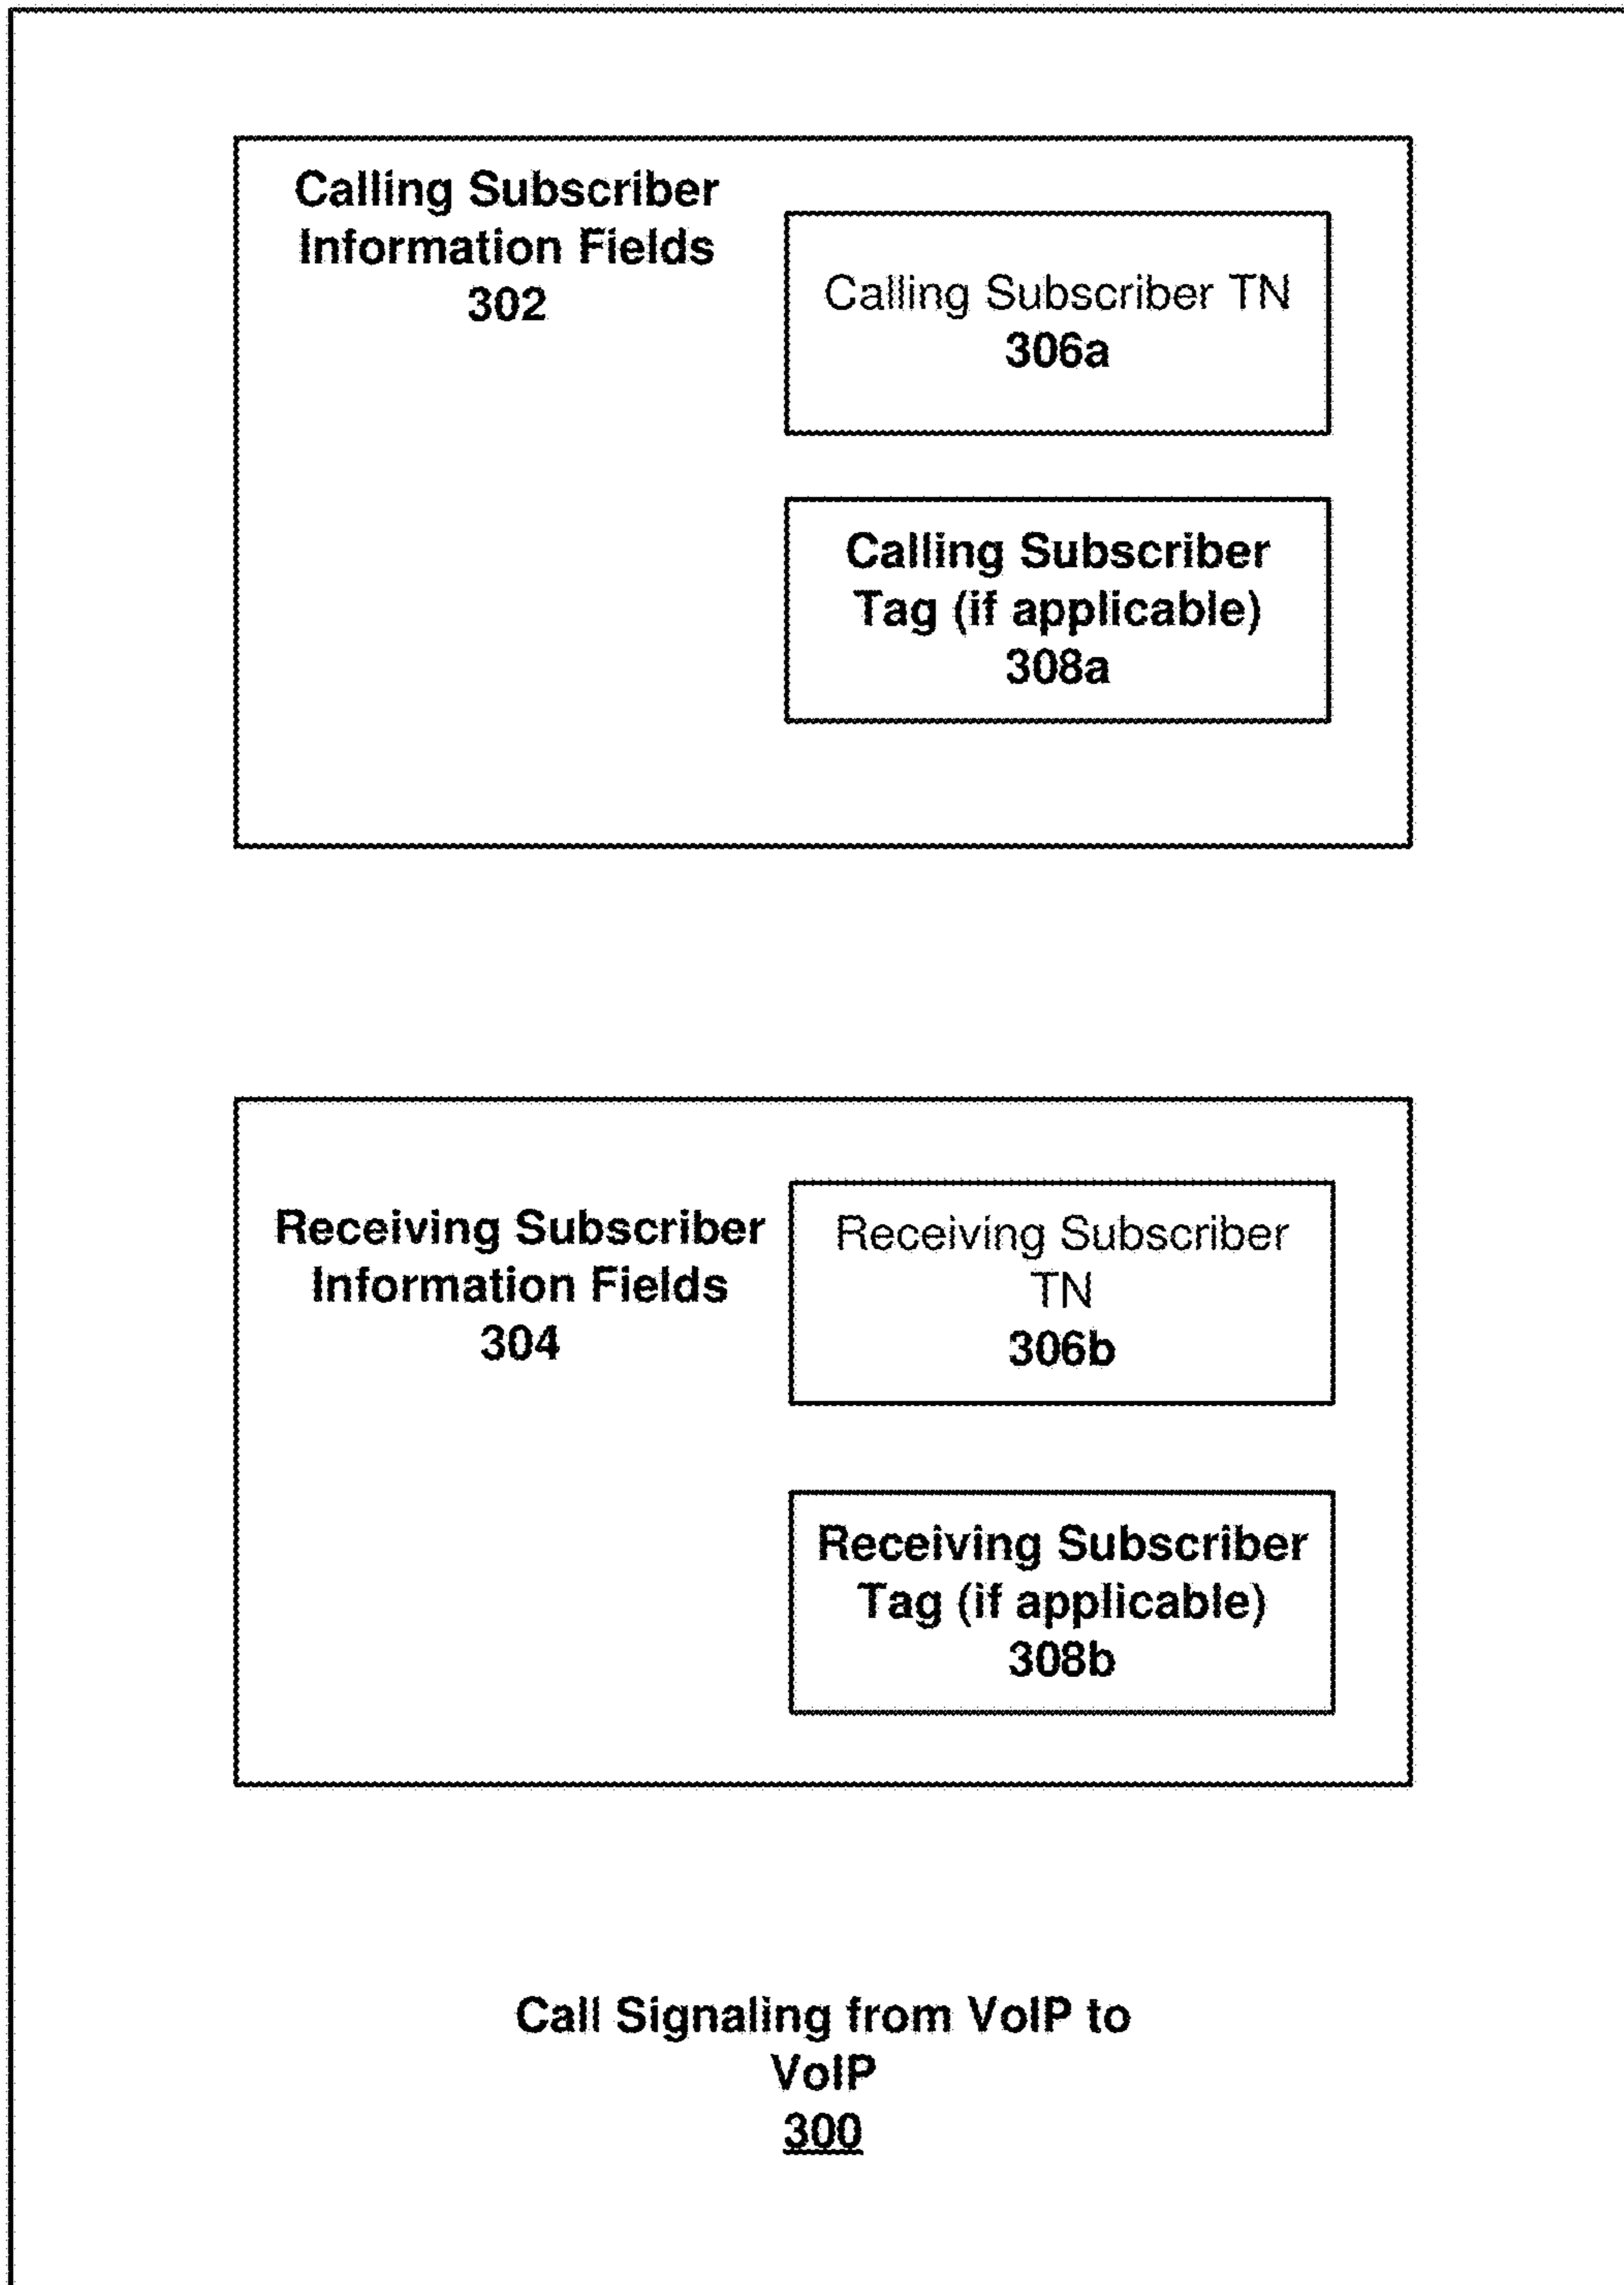 Calling Subscriber
Information Fields
302
Calling Subscriber TN
306a
Calling Subscriber
Tag (if applicable)
308a
Receiving Subscriber
Information Fields
304
Receiving Subscriber
TN
306b
Receiving Subscriber
Tag (if applicable)
308b
Call Signaling from VoIP to
VoIP
300